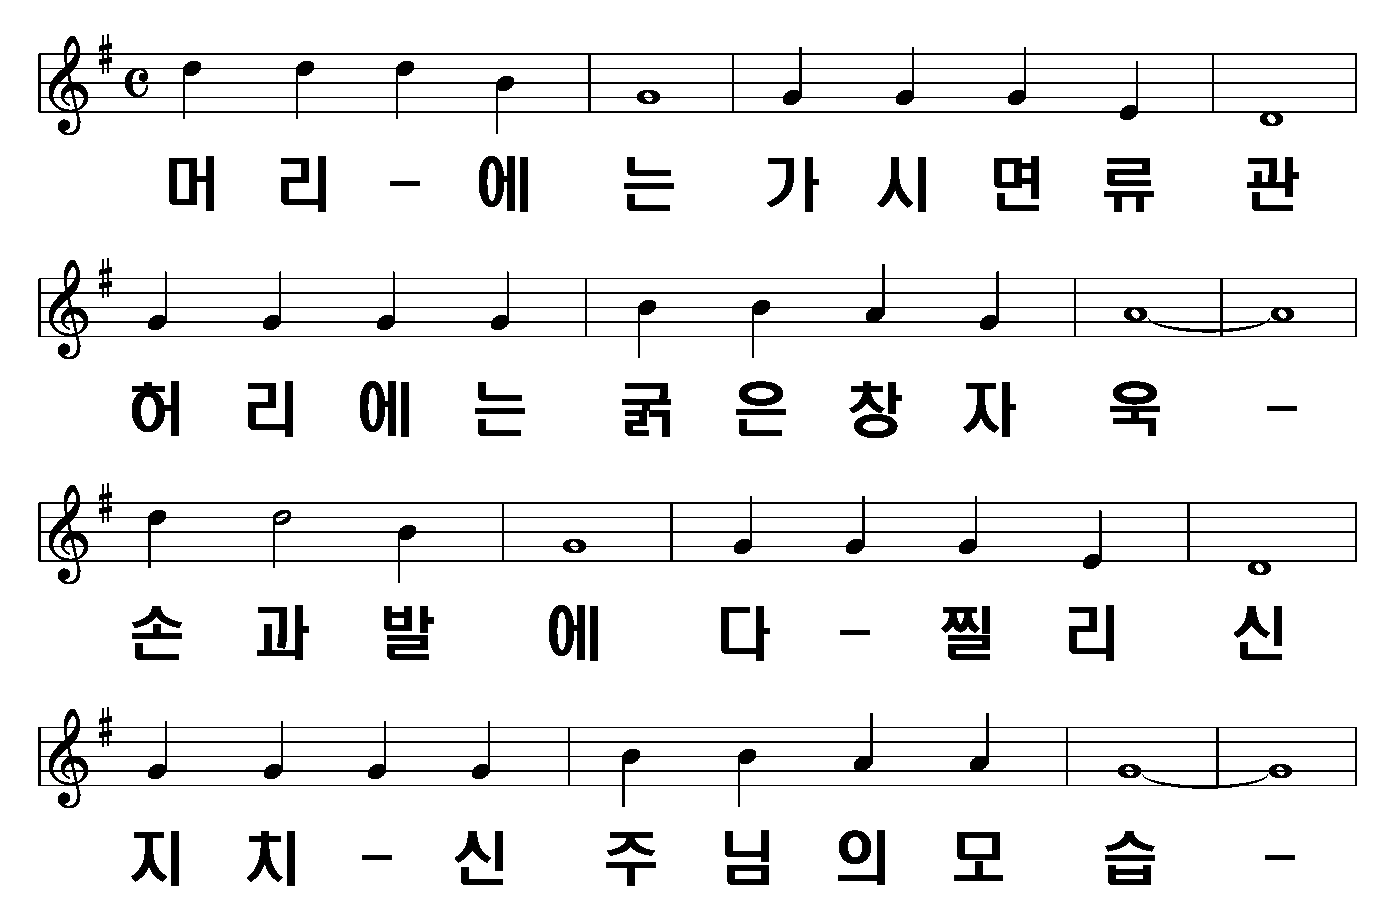 머 리 - 에 는 가 시 면 류 관
허 리 에 는 굵 은 창 자 욱 -
손 과 발 에 다 - 찔 리 신
지 치 - 신 주 님 의 모 습 -